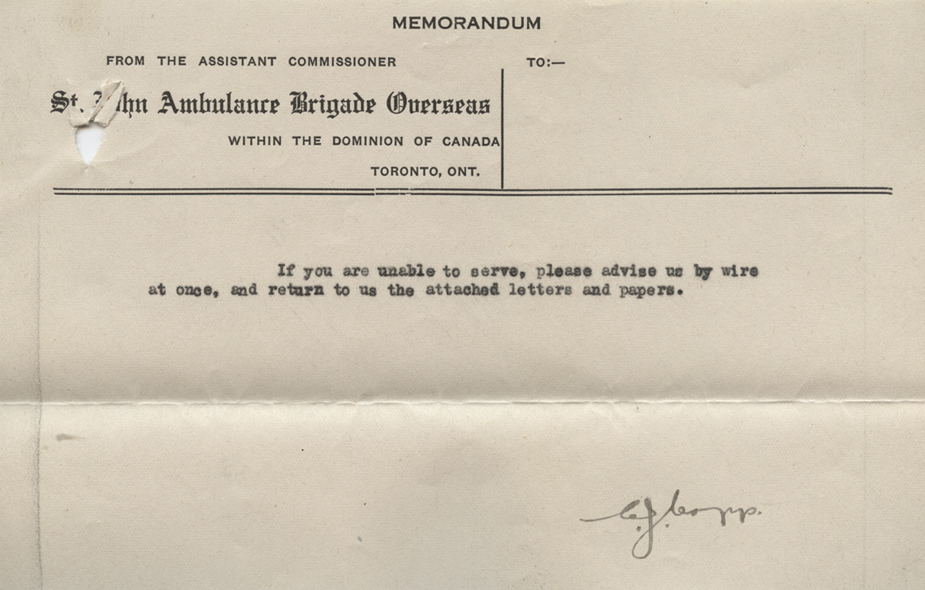 MEMORANDUM
FROM THE ASSISTANT COMMISSIONER
TO:—
St. John Ambulance Brigade Overseas
WITHIN THE DOMINION OF CANADA
TORONTO, ONT.
If you are unable to serve, please advise us by wire
at once, and return to us the attached letters and papers.
C.J. Copp.